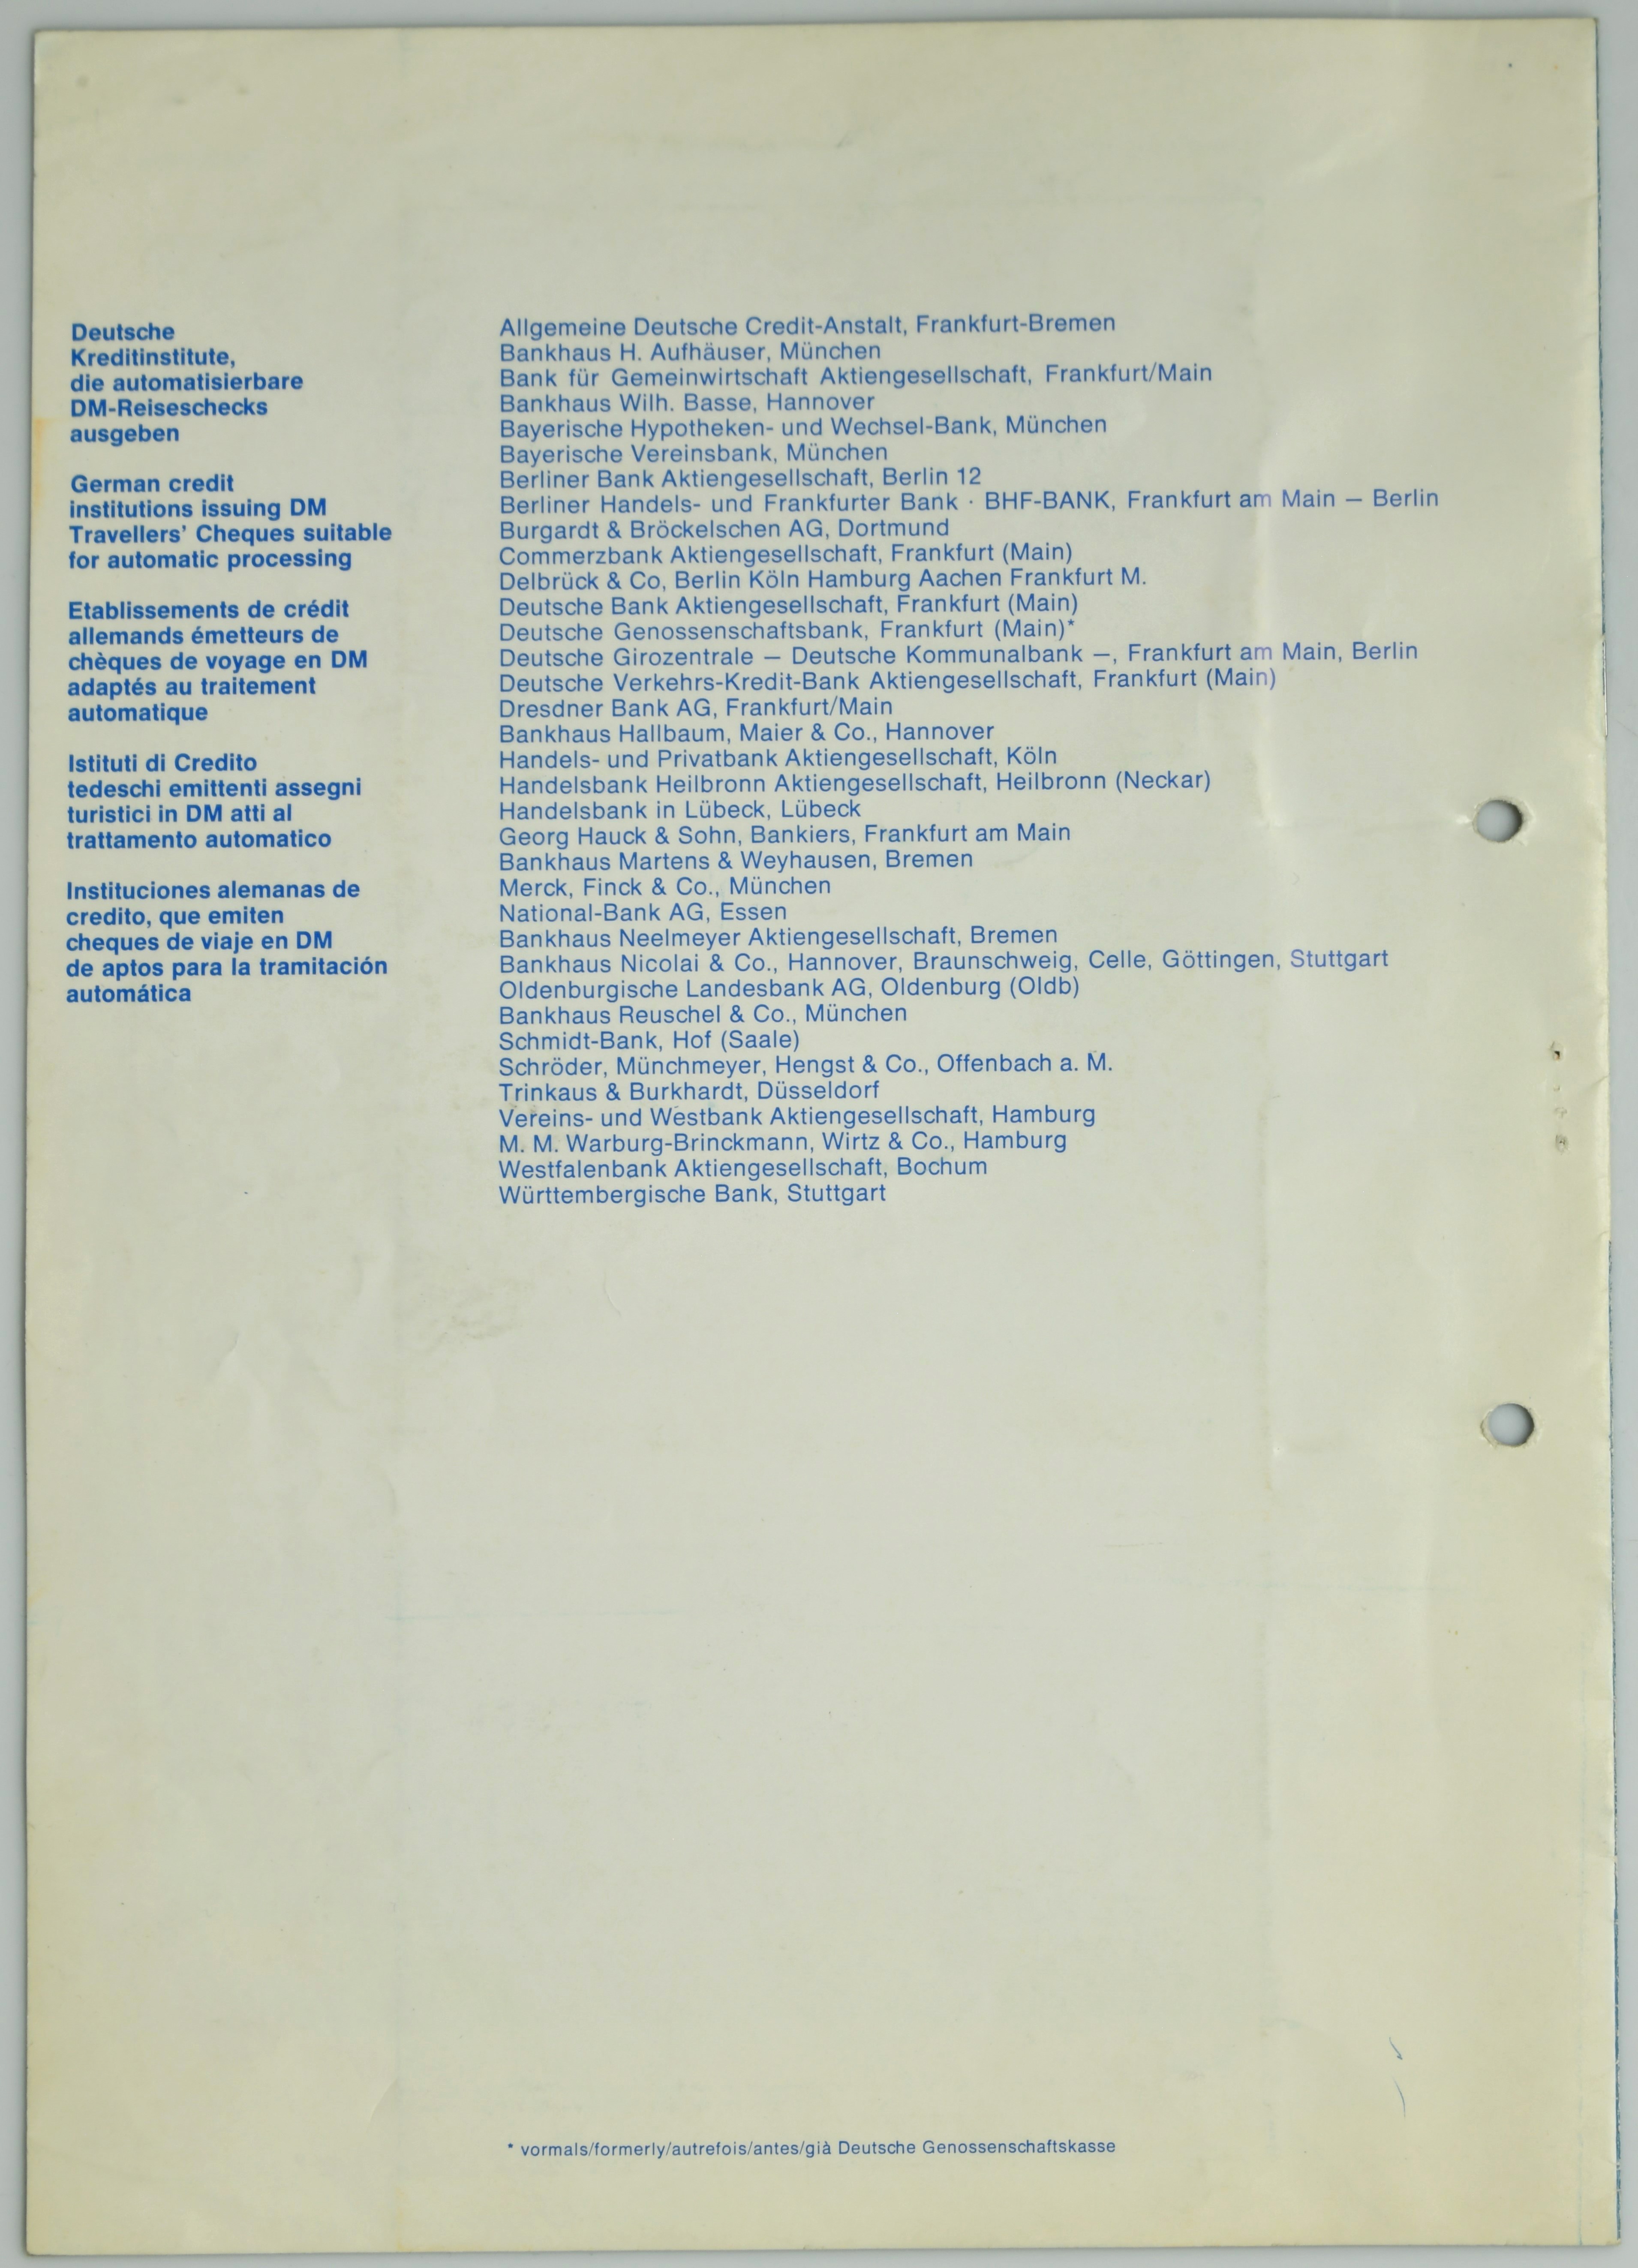 Deutsche
Kreditinstitute,
die automatisierbare
DM-Reiseschecks
ausgeben
German credit
institutions issuing DM
Travellers' Cheques suitable
for automatic processing
Etablissements de crédit
allemands émetteurs de
chèques de voyage en DM
adaptés au traitement
automatique
Istituti di Credito
tedeschi emittenti assegni
turistici in DM atti al
trattamento automatico
Instituciones alemanas de
credito, que emiten
cheques de viaje en DM
de aptos para la tramitación
automática
Allgemeine Deutsche Credit-Anstalt, Frankfurt-Bremen
Bankhaus H. Aufhäuser, München
Bank für Gemeinwirtschaft Aktiengesellschaft, Frankfurt/Main
Bankhaus Wilh. Basse, Hannover
Bayerische Hypotheken- und Wechsel-Bank, München
Bayerische Vereinsbank, München
Berliner Bank Aktiengesellschaft, Berlin 12
Berliner Handels- und Frankfurter Bank · BHF-BANK, Frankfurt am Main – Berlin
Burgardt & Bröckelschen AG, Dortmund
Commerzbank Aktiengesellschaft, Frankfurt (Main)
Delbrück & Co, Berlin Köln Hamburg Aachen Frankfurt M.
Deutsche Bank Aktiengesellschaft, Frankfurt (Main)
Deutsche Genossenschaftsbank, Frankfurt (Main)*
Deutsche Girozentrale – Deutsche Kommunalbank –, Frankfurt am Main, Berlin
Deutsche Verkehrs-Kredit-Bank Aktiengesellschaft, Frankfurt (Main)
Dresdner Bank AG, Frankfurt/Main
Bankhaus Hallbaum, Maier & Co., Hannover
Handels- und Privatbank Aktiengesellschaft, Köln
Handelsbank Heilbronn Aktiengesellschaft, Heilbronn (Neckar)
Handelsbank in Lübeck, Lübeck
Georg Hauck & Sohn, Bankiers, Frankfurt am Main
Bankhaus Martens & Weyhausen, Bremen
Merck, Finck & Co., München
National-Bank AG, Essen
Bankhaus Neelmeyer Aktiengesellschaft, Bremen
Bankhaus Nicolai & Co., Hannover, Braunschweig, Celle, Göttingen, Stuttgart
Oldenburgische Landesbank AG, Oldenburg (Oldb)
Bankhaus Reuschel & Co., München
Schmidt-Bank, Hof (Saale)
Schröder, Münchmeyer, Hengst & Co., Offenbach a. M.
Trinkaus & Burkhardt, Düsseldorf
Vereins- und Westbank Aktiengesellschaft, Hamburg
M. M. Warburg-Brinckmann, Wirtz & Co., Hamburg
Westfalenbank Aktiengesellschaft, Bochum
Württembergische Bank, Stuttgart
* vormals/formerly/autrefois/antes/già Deutsche Genossenschaftskasse